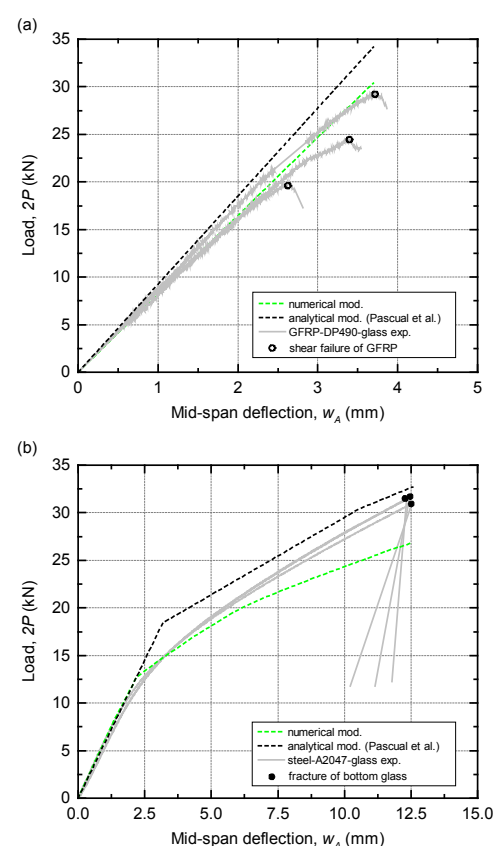 (a)
35
30
25
20
15
10
5
0
Load, 2P (kN)
numerical mod.
analytical mod. (Pascual et al.)
GFRP-DP490-glass exp.
shear failure of GFRP
0 1 2 3 4 5
Mid-span deflection, w_A (mm)
(b)
35
30
25
20
15
10
5
0
Load, 2P (kN)
numerical mod.
analytical mod. (Pascual et al.)
steel-A2047-glass exp.
fracture of bottom glass
0.0 2.5 5.0 7.5 10.0 12.5 15.0
Mid-span deflection, w_A (mm)